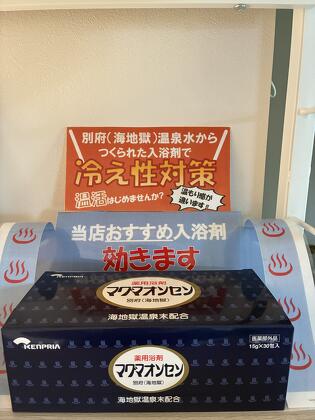 別府(海地獄)温泉水から
つくられた入浴剤で
冷え性対策
温活はじめませんか?
温もり感が
違います!!
当店おすすめ入浴剤
効きます
薬用浴剤
マグマオンセン
別府(海地獄)
海地獄温泉末配合
KENPRIA
医薬部外品
15g×30包入
薬用浴剤
マグマオンセン
別府(海地獄)
海地獄温泉末配合